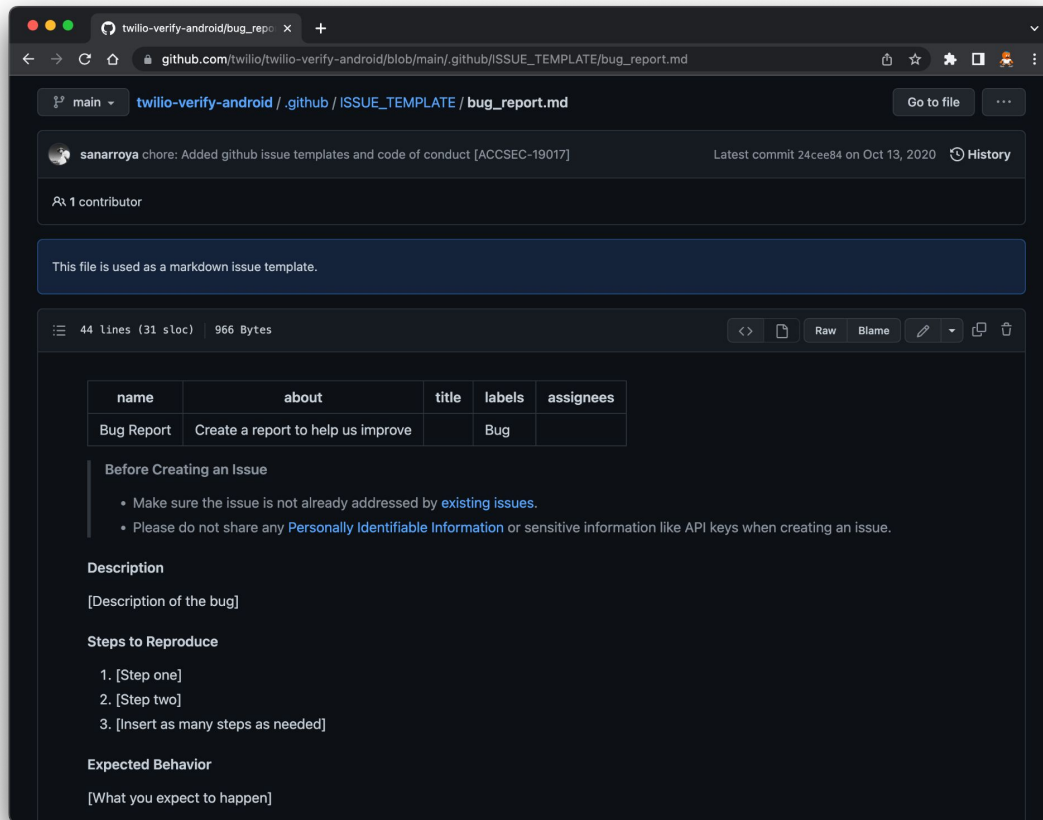 twilio-verify-android/bug_repo
github.com/twilio/twilio-verify-android/blob/main/.github/ISSUE_TEMPLATE/bug_report.md
main twilio-verify-android / .github / ISSUE_TEMPLATE / bug_report.md Go to file ...
sanarroya chore: Added github issue templates and code of conduct [ACCSEC-19017] Latest commit 24cee84 on Oct 13, 2020 History
1 contributor
This file is used as a markdown issue template.
44 lines (31 sloc) 966 Bytes <> Raw Blame
name about title labels assignees
Bug Report Create a report to help us improve Bug
Before Creating an Issue
• Make sure the issue is not already addressed by existing issues.
• Please do not share any Personally Identifiable Information or sensitive information like API keys when creating an issue.
Description
[Description of the bug]
Steps to Reproduce
1. [Step one]
2. [Step two]
3. [Insert as many steps as needed]
Expected Behavior
[What you expect to happen]